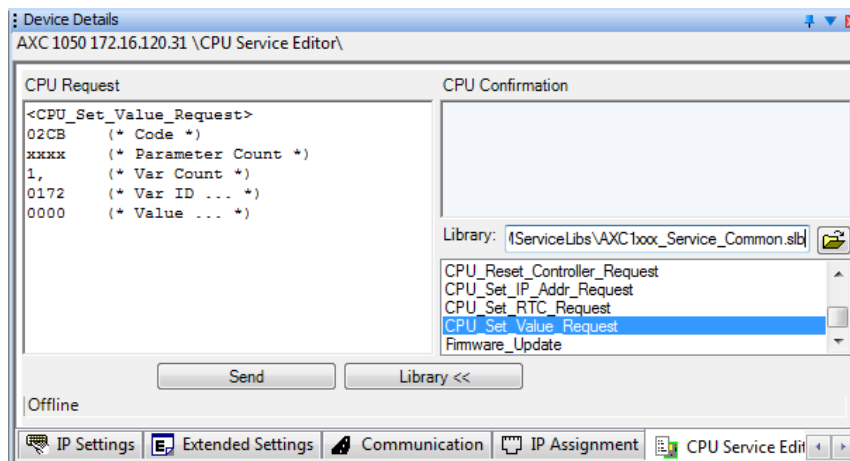 Device Details
AXC 1050 172.16.120.31 \CPU Service Editor\
CPU Request
<CPU_Set_Value_Request>
02CB (* Code *)
xxxx (* Parameter Count *)
1, (* Var Count *)
0172 (* Var ID ... *)
0000 (* Value ... *)
CPU Confirmation
Library: \ServiceLibs\AXC1xxx_Service_Common.slb
CPU_Reset_Controller_Request
CPU_Set_IP_Addr_Request
CPU_Set_RTC_Request
CPU_Set_Value_Request
Firmware_Update
Send Library <<
Offline
IP Settings Extended Settings Communication IP Assignment CPU Service Edit